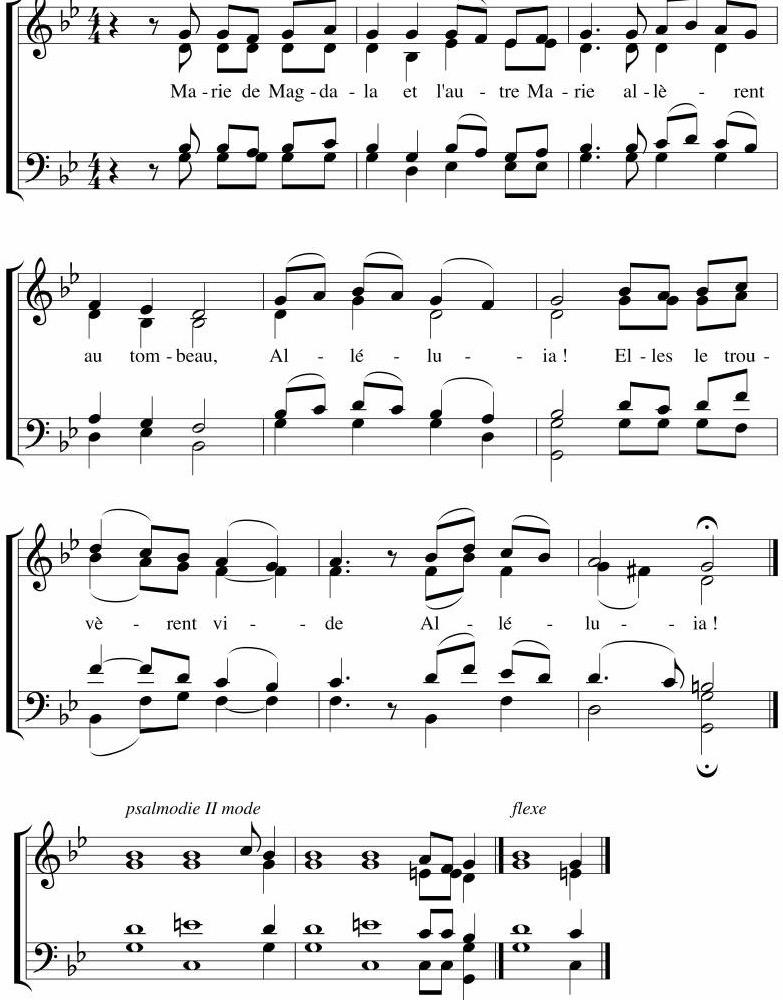 Ma - rie de Mag - da - la et l'au - tre Ma - rie al - lè - rent
au tom - beau, Al - lé - lu - - ia ! El - les le trou -
vè - rent vi - - de Al - lé - lu - - ia !
psalmodie II mode flexe